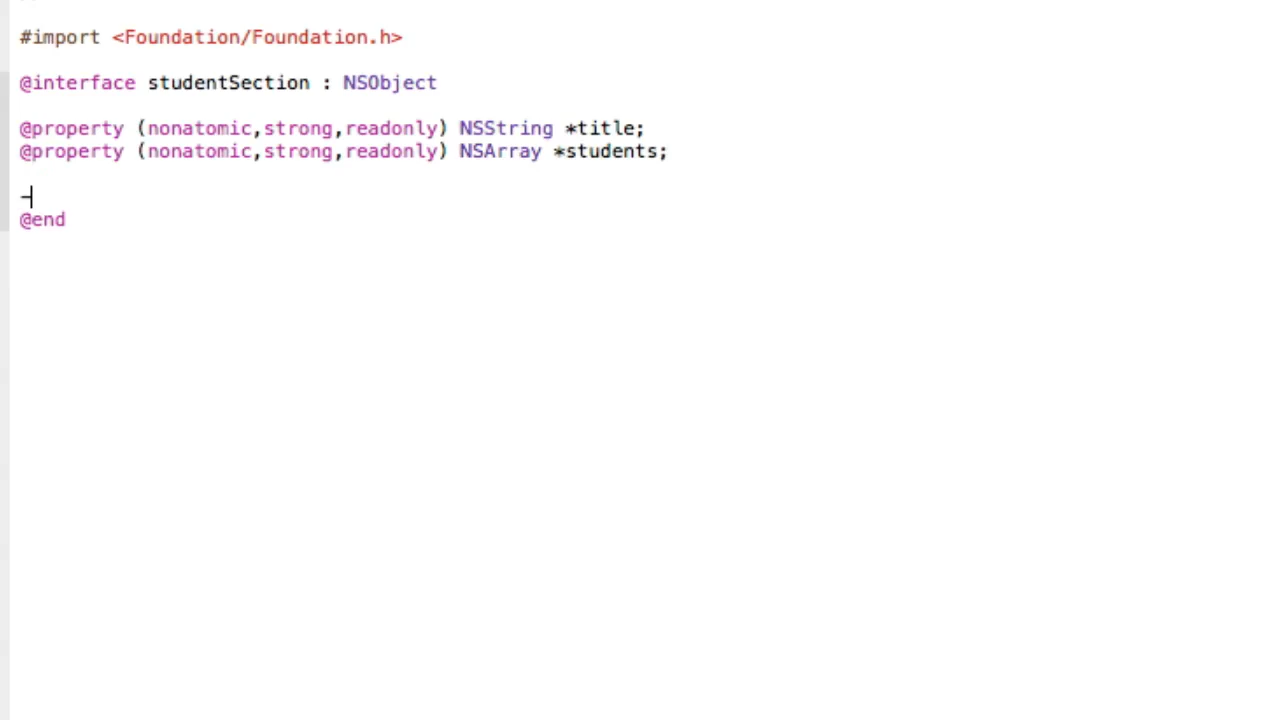 #import <Foundation/Foundation.h>
@interface studentSection : NSObject
@property (nonatomic,strong,readonly) NSString *title;
@property (nonatomic,strong,readonly) NSArray *students;
-
@end